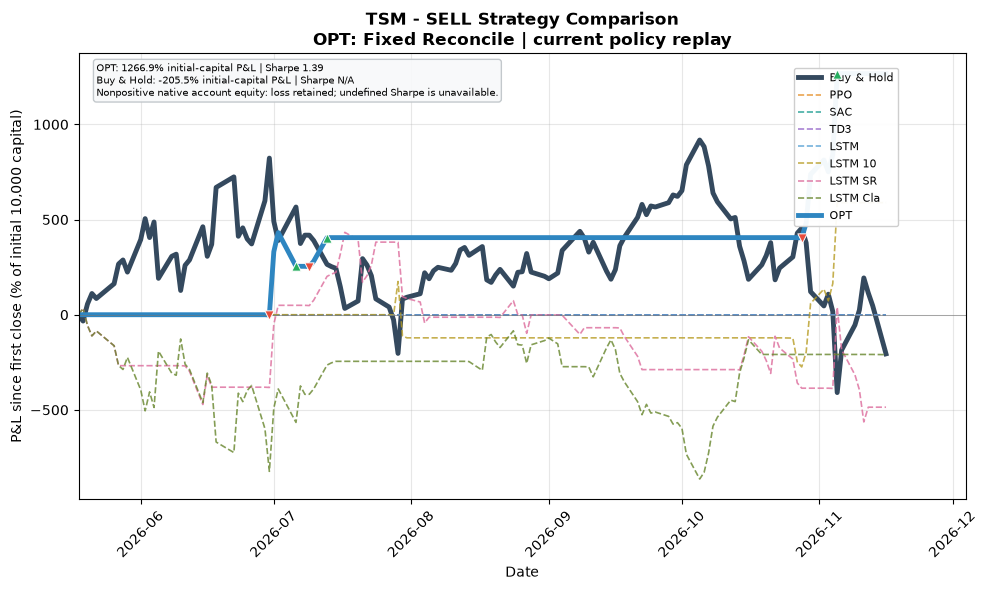 TSM - SELL Strategy Comparison
OPT: Fixed Reconcile | current policy replay
OPT: 1266.9% initial-capital P&L | Sharpe 1.39
Buy & Hold: -205.5% initial-capital P&L | Sharpe N/A
Nonpositive native account equity: loss retained; undefined Sharpe is unavailable.
Buy & Hold
PPO
SAC
TD3
LSTM
LSTM 10
LSTM SR
LSTM Cla
OPT
P&L since first close (% of initial 10,000 capital)
1000
500
0
−500
2026-06
2026-07
2026-08
2026-09
2026-10
2026-11
2026-12
Date